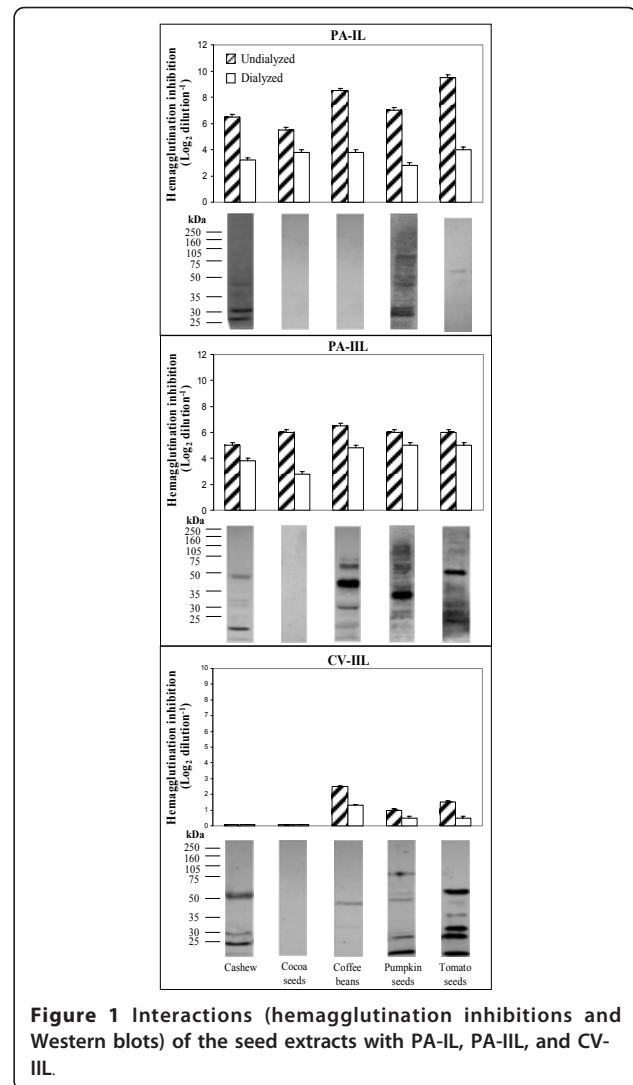 PA-IL
Hemagglutination inhibition
(Log2 dilution-1)
12
10
8
6
4
2
0
Undialyzed
Dialyzed
kDa
250
160
105
75
50
35
30
25
PA-IIL
Hemagglutination inhibition
(Log2 dilution-1)
12
10
8
6
4
2
0
kDa
250
160
105
75
50
35
30
25
CV-IIL
Hemagglutination inhibition
(Log2 dilution-1)
10
9
8
7
6
5
4
3
2
1
0
kDa
250
160
105
75
50
35
30
25
Cashew
Cocoa
seeds
Coffee
beans
Pumpkin
seeds
Tomato
seeds
Figure 1 Interactions (hemagglutination inhibitions and
Western blots) of the seed extracts with PA-IL, PA-IIL, and CV-
IIL.